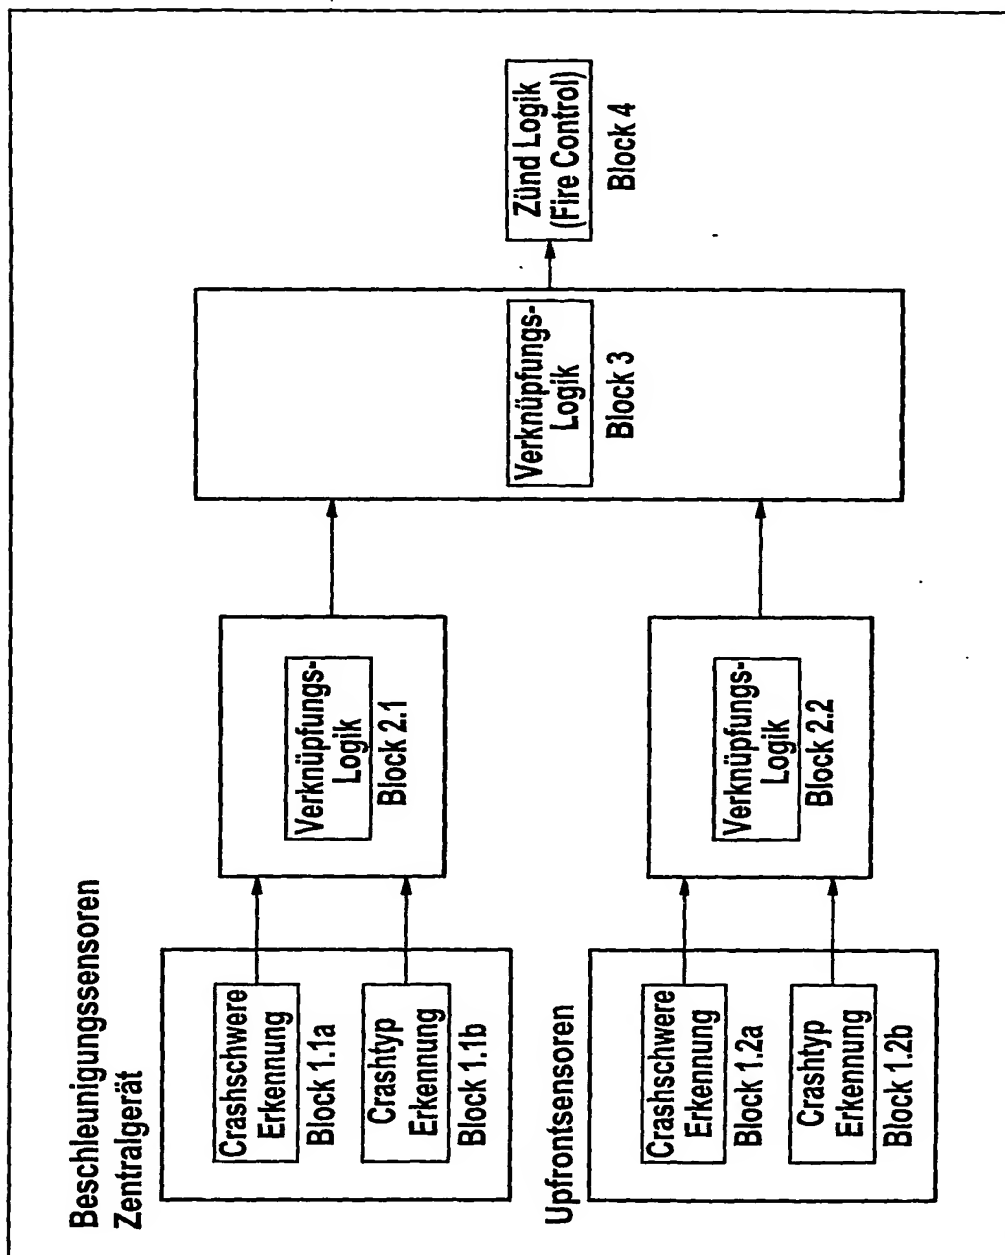 Beschleunigungssensoren
Zentralgerät
Crashschwere
Erkennung
Block 1.1a
Crashtyp
Erkennung
Block 1.1b
Upfrontsensoren
Crashschwere
Erkennung
Block 1.2a
Crashtyp
Erkennung
Block 1.2b
Verknüpfungs-
Logik
Block 2.1
Verknüpfungs-
Logik
Block 2.2
Verknüpfungs-
Logik
Block 3
Zünd Logik
(Fire Control)
Block 4